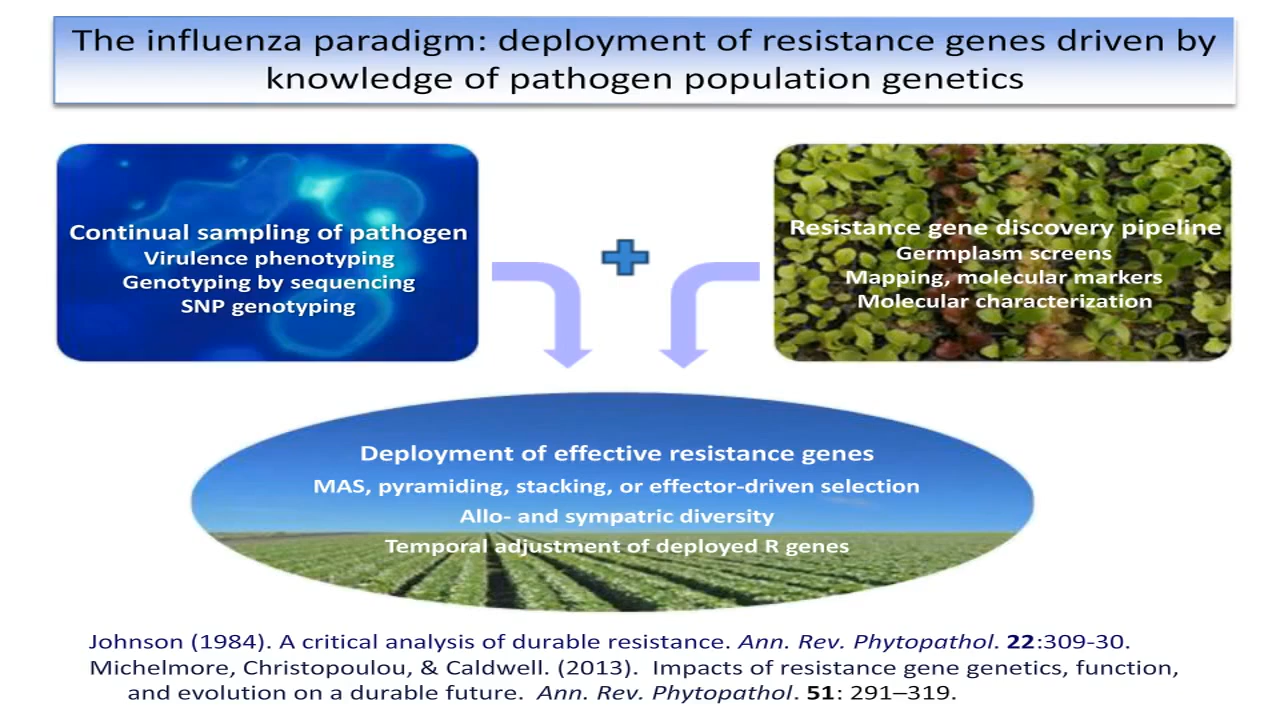 The influenza paradigm: deployment of resistance genes driven by
knowledge of pathogen population genetics
Continual sampling of pathogen
Virulence phenotyping
Genotyping by sequencing
SNP genotyping
Resistance gene discovery pipeline
Germplasm screens
Mapping, molecular markers
Molecular characterization
Deployment of effective resistance genes
MAS, pyramiding, stacking, or effector-driven selection
Allo- and sympatric diversity
Temporal adjustment of deployed R genes
Johnson (1984). A critical analysis of durable resistance. Ann. Rev. Phytopathol. 22:309-30.
Michelmore, Christopoulou, & Caldwell. (2013). Impacts of resistance gene genetics, function,
and evolution on a durable future. Ann. Rev. Phytopathol. 51: 291–319.